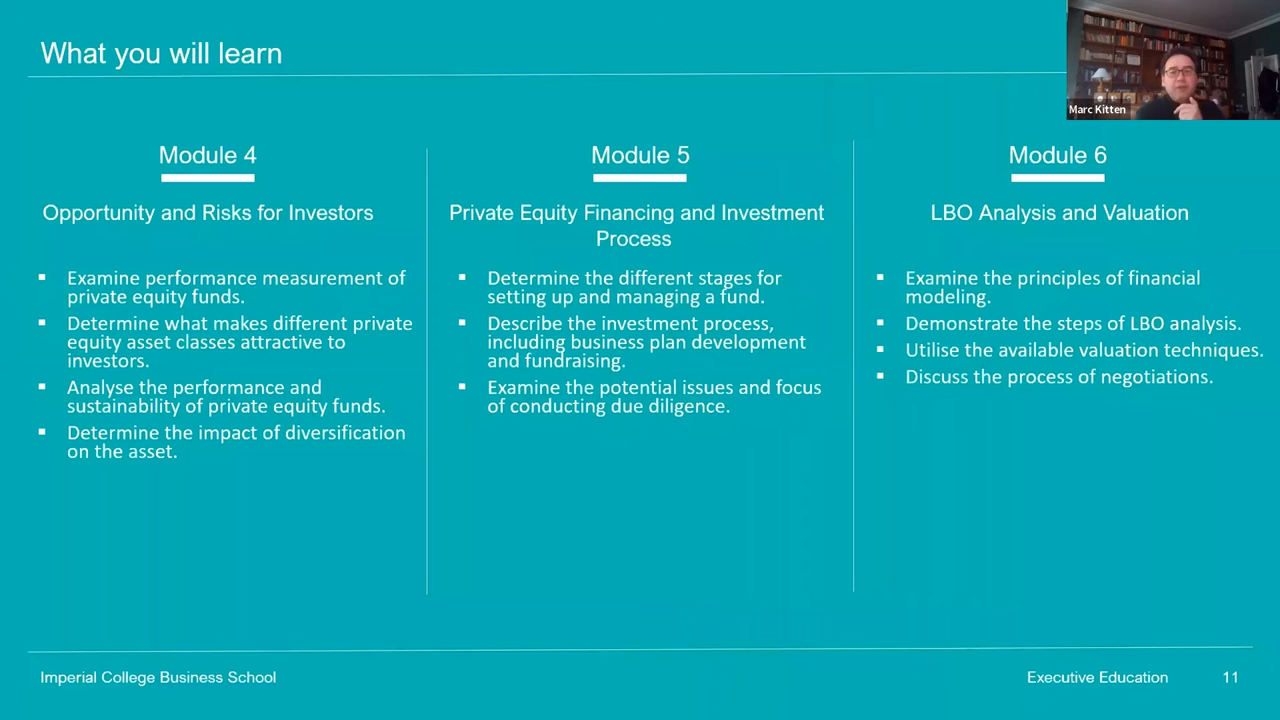 What you will learn
Marc Kitten
Module 4
Opportunity and Risks for Investors
▪ Examine performance measurement of
private equity funds.
▪ Determine what makes different private
equity asset classes attractive to
investors.
▪ Analyse the performance and
sustainability of private equity funds.
▪ Determine the impact of diversification
on the asset.
Module 5
Private Equity Financing and Investment
Process
▪ Determine the different stages for
setting up and managing a fund.
▪ Describe the investment process,
including business plan development
and fundraising.
▪ Examine the potential issues and focus
of conducting due diligence.
Module 6
LBO Analysis and Valuation
▪ Examine the principles of financial
modeling.
▪ Demonstrate the steps of LBO analysis.
▪ Utilise the available valuation techniques.
▪ Discuss the process of negotiations.
Imperial College Business School
Executive Education
11